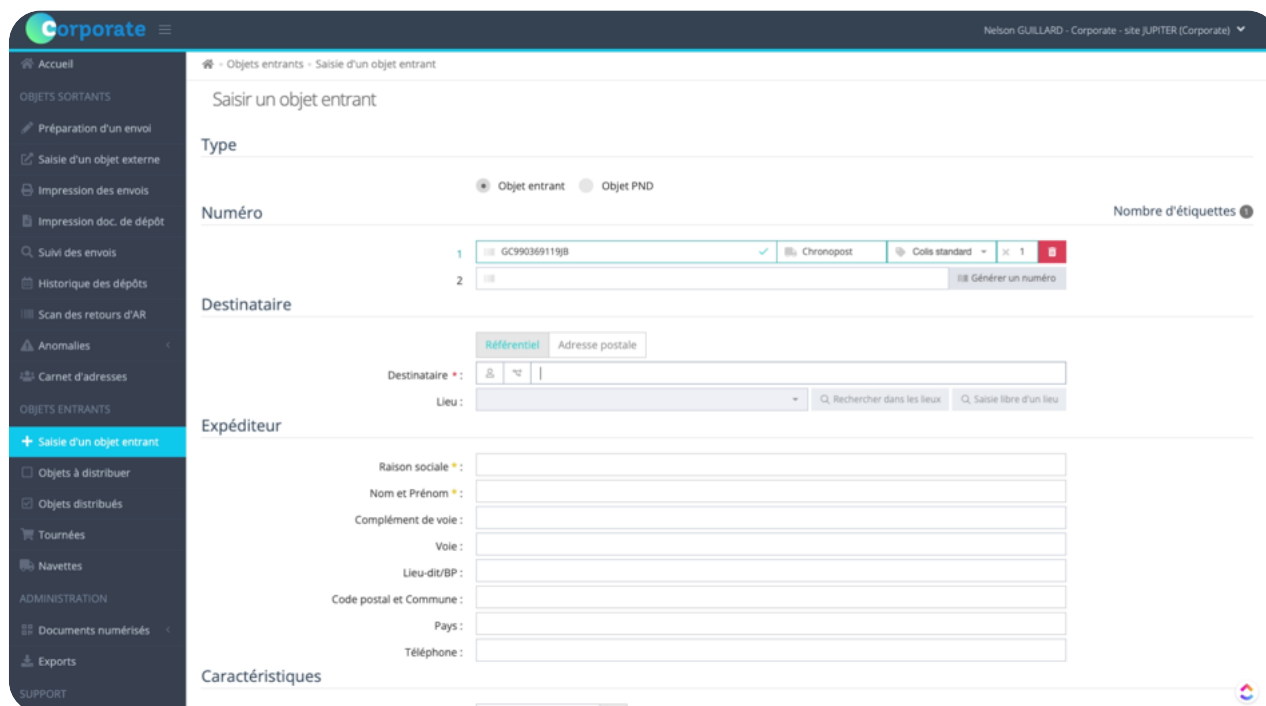 Corporate
Nelson GUILLARD - Corporate - site JUPITER (Corporate)
Accueil
OBJETS SORTANTS
Préparation d'un envoi
Saisie d'un objet externe
Impression des envois
Impression doc. de dépôt
Suivi des envois
Historique des dépôts
Scan des retours d'AR
Anomalies
Carnet d'adresses
OBJETS ENTRANTS
Saisie d'un objet entrant
Objets à distribuer
Objets distribués
Tournées
Navettes
ADMINISTRATION
Documents numérisés
Exports
SUPPORT
Objets entrants - Saisie d'un objet entrant
Saisir un objet entrant
Type
Objet entrant Objet PND
Numéro Nombre d'étiquettes 1
1 GC990369119JB Chronopost Colis standard × 1
2 Générer un numéro
Destinataire
Référentiel Adresse postale
Destinataire * :
Lieu : Rechercher dans les lieux Saisie libre d'un lieu
Expéditeur
Raison sociale * :
Nom et Prénom * :
Complément de voie :
Voie :
Lieu-dit/BP :
Code postal et Commune :
Pays :
Téléphone :
Caractéristiques